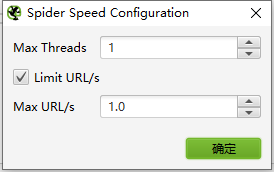 Spider Speed Configuration
Max Threads 1
Limit URL/s
Max URL/s 1.0
确定